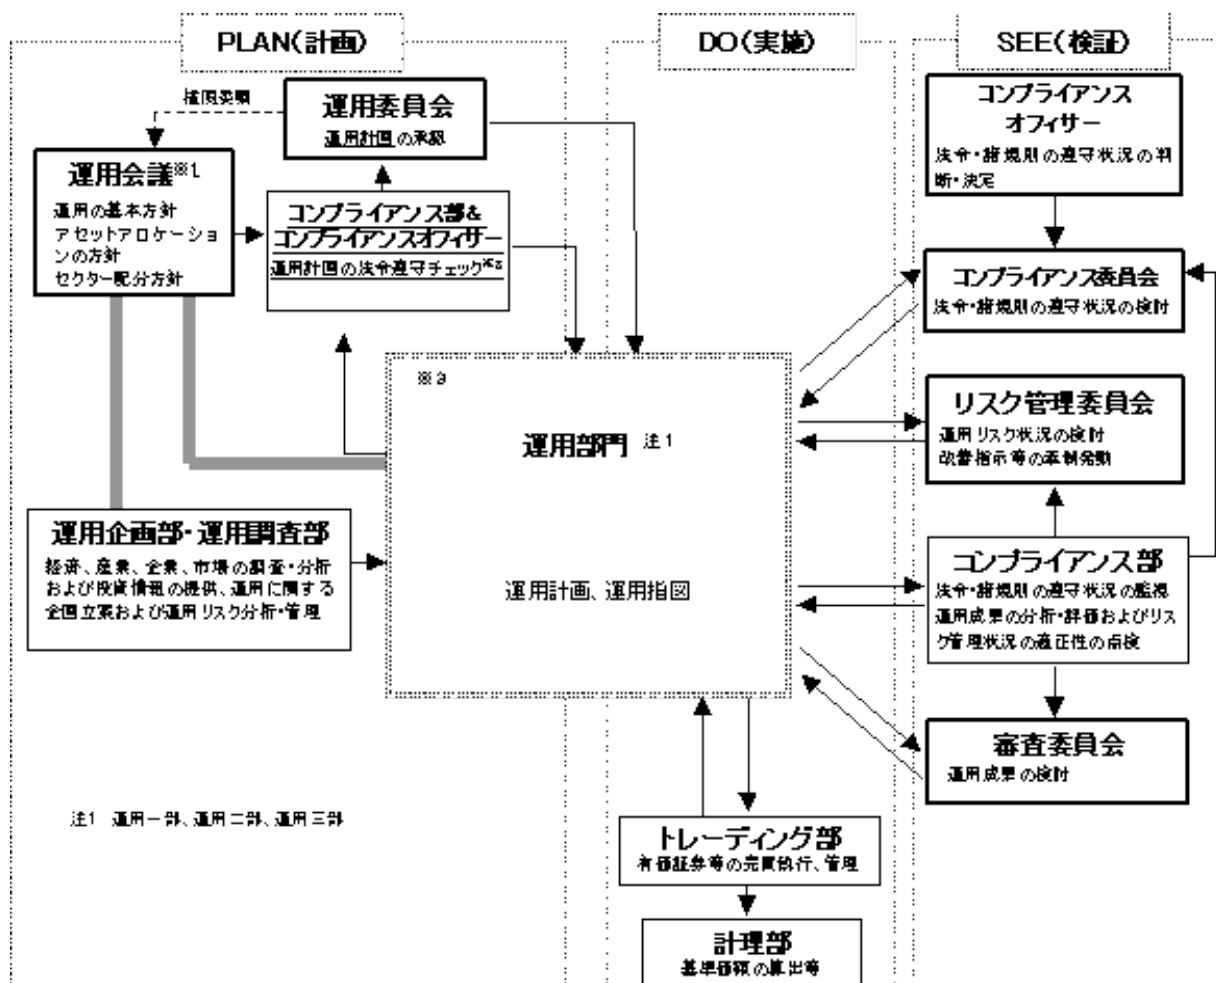 PLAN(計画)
権限委嘱
運用委員会
運用計画の承認
運用会議※1
運用の基本方針
アセットアロケーショ
ンの方針
セクター配分方針
コンプライアンス部&
コンプライアンスオフィサー
運用計画の法令遵守チェック※2
※3
運用部門 注1
運用計画、運用指図
運用企画部・運用調査部
経済、産業、企業、市場の調査・分析
および投資情報の提供、運用に関する
企画立案および運用リスク分析・管理
注1 運用一部、運用二部、運用三部
DO(実施)
トレーディング部
有価証券等の売買執行、管理
計理部
基準価額の算出等
SEE(検証)
コンプライアンス
オフィサー
法令・諸規則の遵守状況の判
断・決定
コンプライアンス委員会
法令・諸規則の遵守状況の検討
リスク管理委員会
運用リスク状況の検討
改善指示等の牽制発動
コンプライアンス部
法令・諸規則の遵守状況の監視
運用成果の分析・評価およびリス
ク管理状況の適正性の点検
審査委員会
運用成果の検討